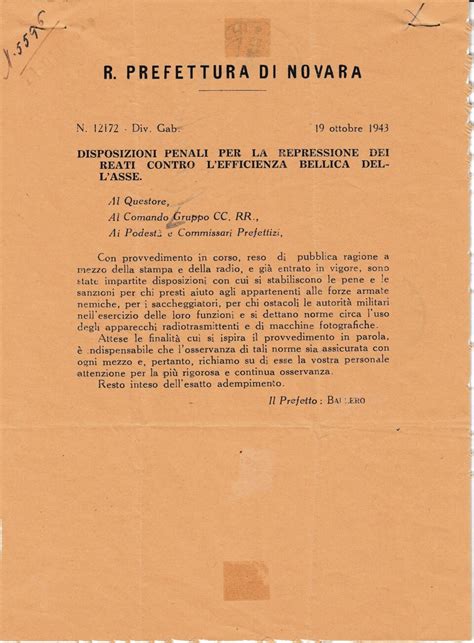 N. 5596
R. PREFETTURA DI NOVARA
N. 12172 - Div. Gab.
19 ottobre 1943
DISPOSIZIONI PENALI PER LA REPRESSIONE DEI
REATI CONTRO L'EFFICIENZA BELLICA DEL-
L'ASSE.
Al Questore,
Al Comando Gruppo CC. RR.,
Ai Podestà e Commissari Prefettizi,
Con provvedimento in corso, reso di pubblica ragione a
mezzo della stampa e della radio, e già entrato in vigore, sono
state impartite disposizioni con cui si stabiliscono le pene e le
sanzioni per chi presti aiuto agli appartenenti alle forze armate
nemiche, per i saccheggiatori, per chi ostacoli le autorità militari
nell'esercizio delle loro funzioni e si dettano norme circa l'uso
degli apparecchi radiotrasmittenti e di macchine fotografiche.
Attese le finalità cui si ispira il provvedimento in parola,
è indispensabile che l'osservanza di tali norme sia assicurata con
ogni mezzo e, pertanto, richiamo su di esse la vostra personale
attenzione per la più rigorosa e continua osservanza.
Resto inteso dell'esatto adempimento.
Il Prefetto :